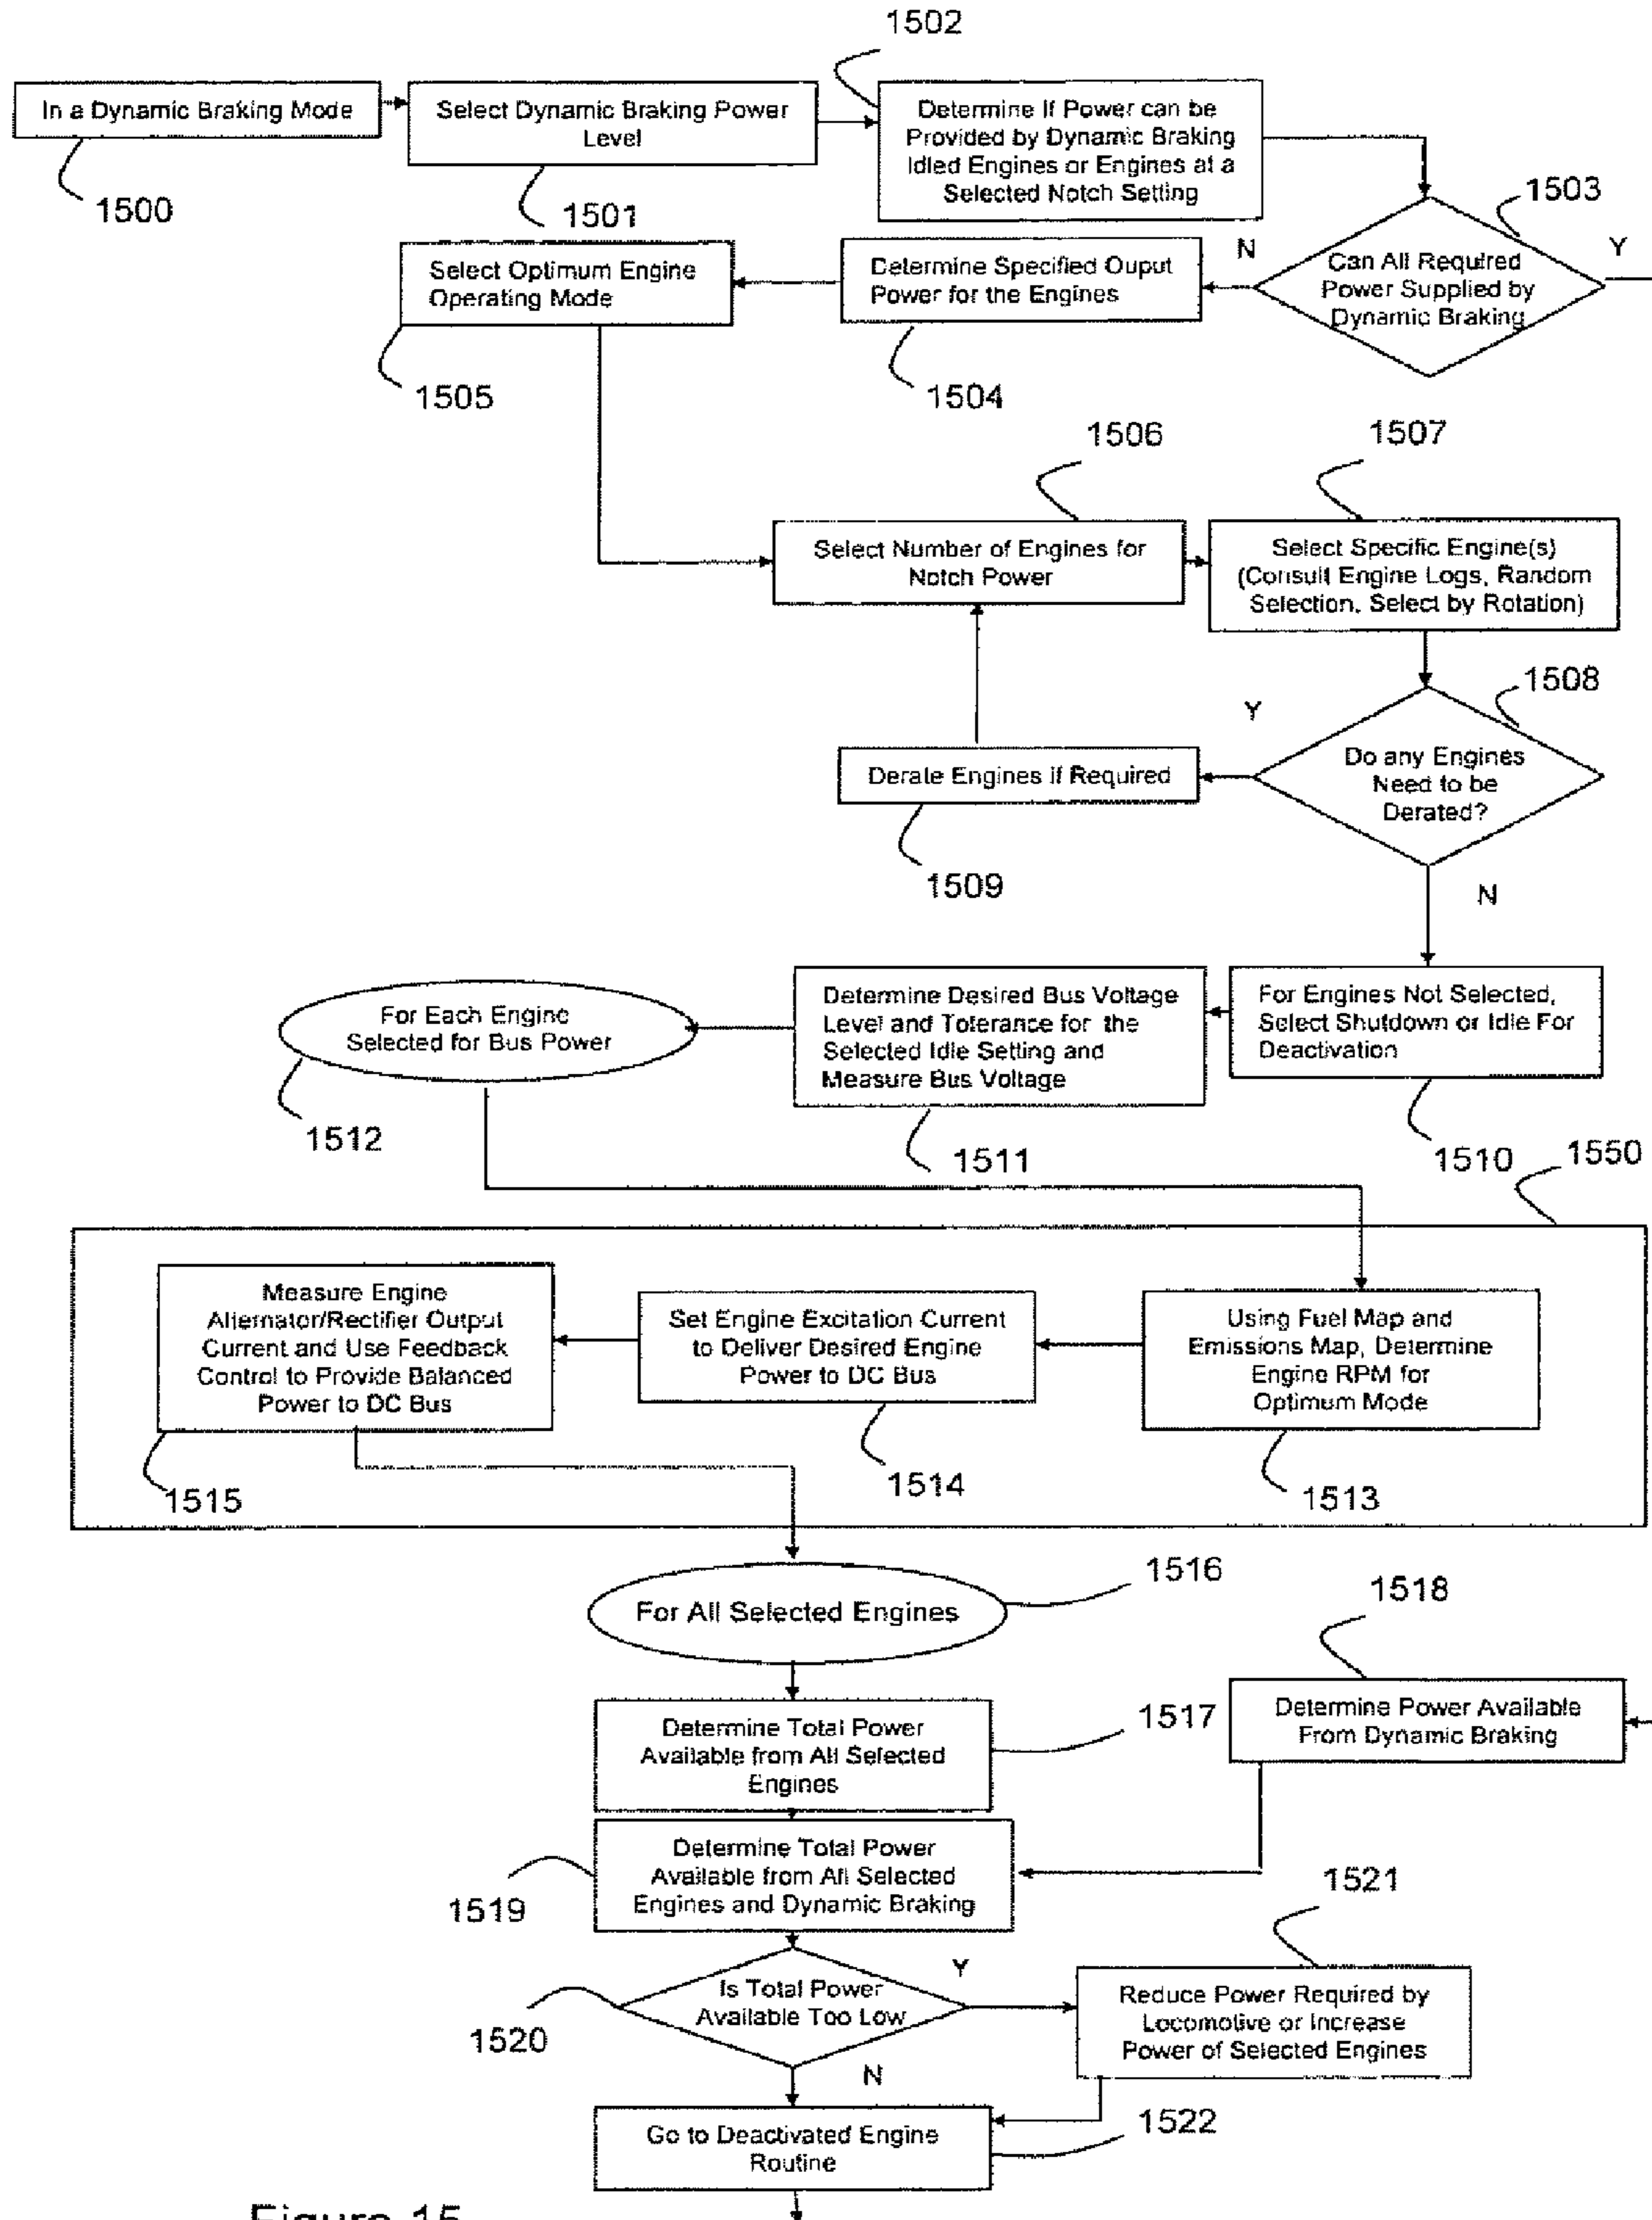 1502
In a Dynamic Braking Mode
Select Dynamic Braking Power
Level
Determine If Power can be
Provided by Dynamic Braking
Idled Engines or Engines at a
Selected Notch Setting
1500
1501
1503
Select Optimum Engine
Operating Mode
Determine Specified Ouput
Power for the Engines
N
Can All Required
Power Supplied by
Dynamic Braking
Y
1505
1504
1506
1507
Select Number of Engines for
Notch Power
Select Specific Engine(s)
(Consult Engine Logs, Random
Selection, Select by Rotation)
1508
Y
Derate Engines if Required
Do any Engines
Need to be
Derated?
1509
N
For Each Engine
Selected for Bus Power
Determine Desired Bus Voltage
Level and Tolerance for the
Selected Idle Setting and
Measure Bus Voltage
For Engines Not Selected,
Select Shutdown or Idle For
Deactivation
1512
1511
1510
1550
Measure Engine
Alternator/Rectifier Output
Current and Use Feedback
Control to Provide Balanced
Power to DC Bus
Set Engine Excitation Current
to Deliver Desired Engine
Power to DC Bus
Using Fuel Map and
Emissions Map, Determine
Engine RPM for
Optimum Mode
1515
1514
1513
For All Selected Engines
1516
1518
Determine Total Power
Available from All Selected
Engines
1517
Determine Power Available
From Dynamic Braking
Determine Total Power
Available from All Selected
Engines and Dynamic Braking
1519
1521
Is Total Power
Available Too Low
Y
Reduce Power Required by
Locomotive or Increase
Power of Selected Engines
1520
N
Go to Deactivated Engine
Routine
1522
Figure 15